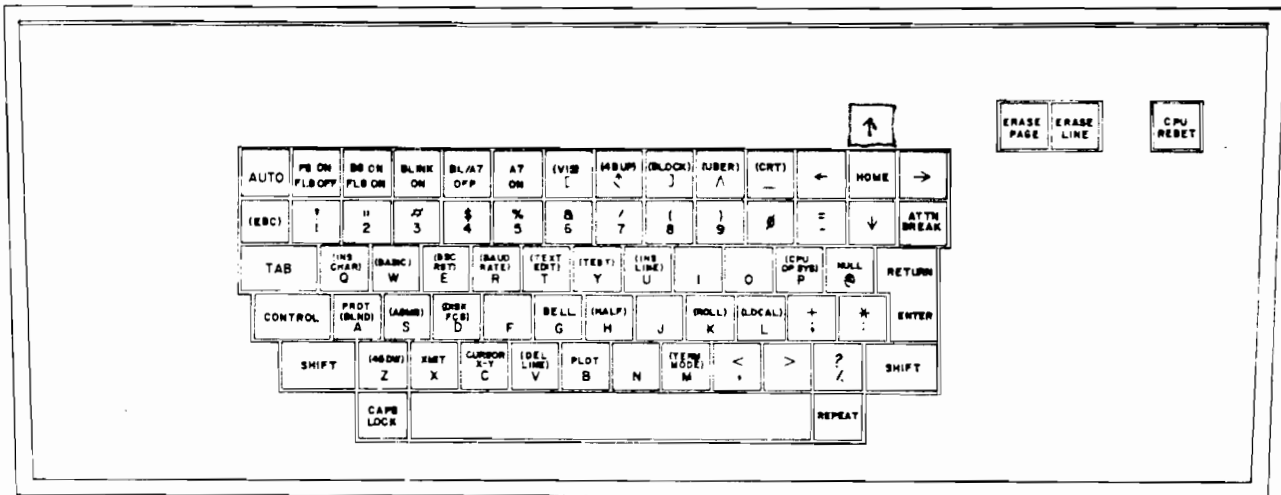 ↑
ERASE PAGE ERASE LINE CPU RESET
AUTO FG ON FLG OFF BG ON FLG ON BLINK ON BL/A7 OFF A7 ON (VIS) [ (48UP) \ (BLOCK) ] (USER) ^ (CRT) _ ← HOME →
(ESC) ! 1 " 2 # 3 $ 4 % 5 & 6 / 7 ( 8 ) 9 Ø = - ↓ ATTN BREAK
TAB (INS CHAR) Q (BASIC) W (ESC RST) E (BAUD RATE) R (TEXT EDIT) T (TEST) Y (INS LINE) U I O (CPU OP SYS) P NULL @ RETURN
CONTROL PROT (BLND) A (ASMB) S (DISK FCS) D F BELL G (HALF) H J (ROLL) K (LOCAL) L + ; * : ENTER
SHIFT (48DW) Z XMIT X CURSOR X-Y C (DEL LINE) V PLOT B N (TERM MODE) M < , > ? / SHIFT
CAPS LOCK REPEAT